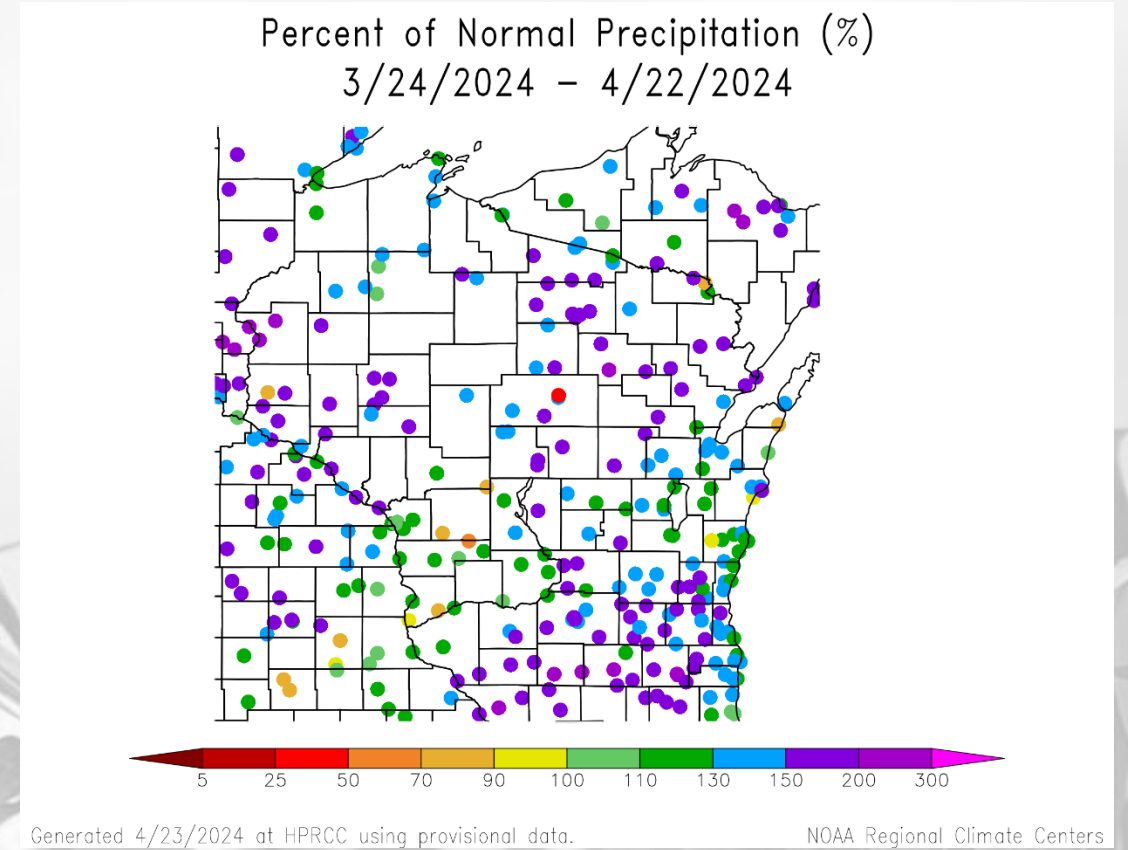 Percent of Normal Precipitation (%)
3/24/2024 – 4/22/2024
5 25 50 70 90 100 110 130 150 200 300
Generated 4/23/2024 at HPRCC using provisional data. NOAA Regional Climate Centers